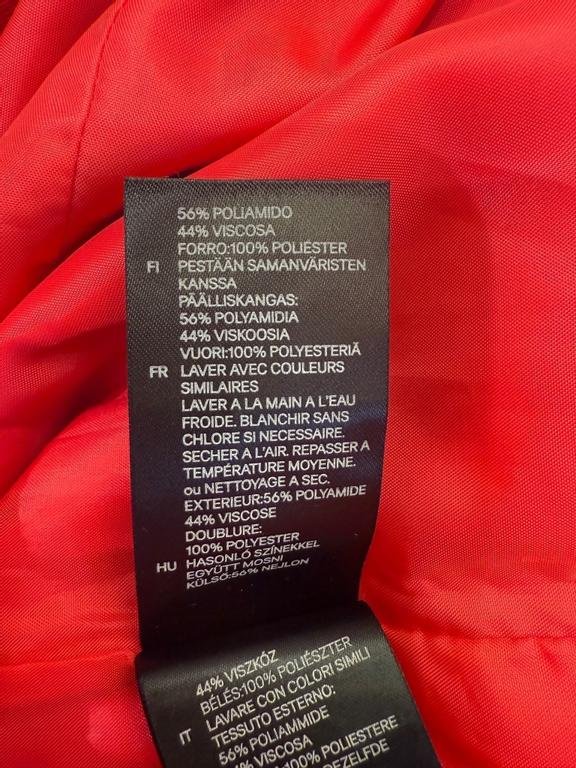 56% POLIAMIDO
44% VISCOSA
FORRO:100% POLIÉSTER
FI PESTÄÄN SAMANVÄRISTEN
KANSSA
PÄÄLLISKANGAS:
56% POLYAMIDIA
44% VISKOOSIA
VUORI:100% POLYESTERIÄ
FR LAVER AVEC COULEURS
SIMILAIRES
LAVER A LA MAIN A L'EAU
FROIDE. BLANCHIR SANS
CHLORE SI NECESSAIRE.
SECHER A L'AIR. REPASSER A
TEMPÉRATURE MOYENNE.
ou NETTOYAGE A SEC.
EXTERIEUR:56% POLYAMIDE
44% VISCOSE
DOUBLURE:
100% POLYESTER
HU HASONLÓ SZÍNEKKEL
EGYÜTT MOSNI
KÜLSŐ:56% NEJLON
44% VISZKÓZ
BÉLÉS:100% POLIÉSZTER
IT LAVARE CON COLORI SIMILI
TESSUTO ESTERNO:
56% POLIAMMIDE
44% VISCOSA
100% POLIESTERE
DEZELFDE